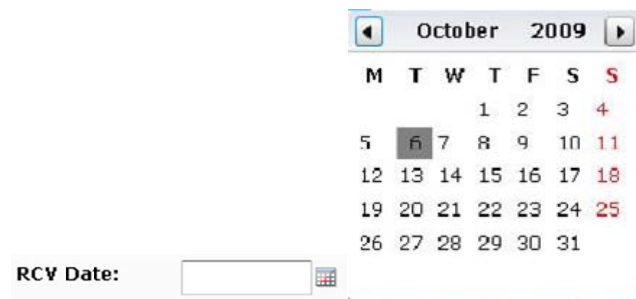 October 2009
M T W T F S S
1 2 3 4
5 6 7 8 9 10 11
12 13 14 15 16 17 18
19 20 21 22 23 24 25
26 27 28 29 30 31
RCV Date: